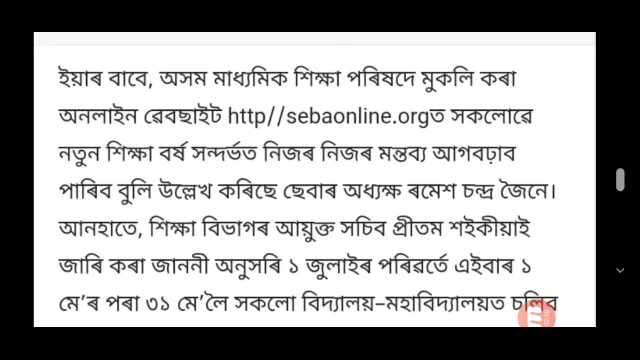 ইয়াৰ বাবে, অসম মাধ্যমিক শিক্ষা পৰিষদে মুকলি কৰা
অনলাইন ৱেবছাইট http//sebaonline.orgত সকলোৱে
নতুন শিক্ষা বৰ্ষ সন্দৰ্ভত নিজৰ নিজৰ মন্তব্য আগবঢ়াব
পাৰিব বুলি উল্লেখ কৰিছে ছেবাৰ অধ্যক্ষ ৰমেশ চন্দ্ৰ জৈনে।
আনহাতে, শিক্ষা বিভাগৰ আয়ুক্ত সচিব প্ৰীতম শইকীয়াই
জাৰি কৰা জাননী অনুসৰি ১ জুলাইৰ পৰিৱৰ্তে এইবাৰ ১
মে’ৰ পৰা ৩১ মে’লৈ সকলো বিদ্যালয়–মহাবিদ্যালয়ত চলিব